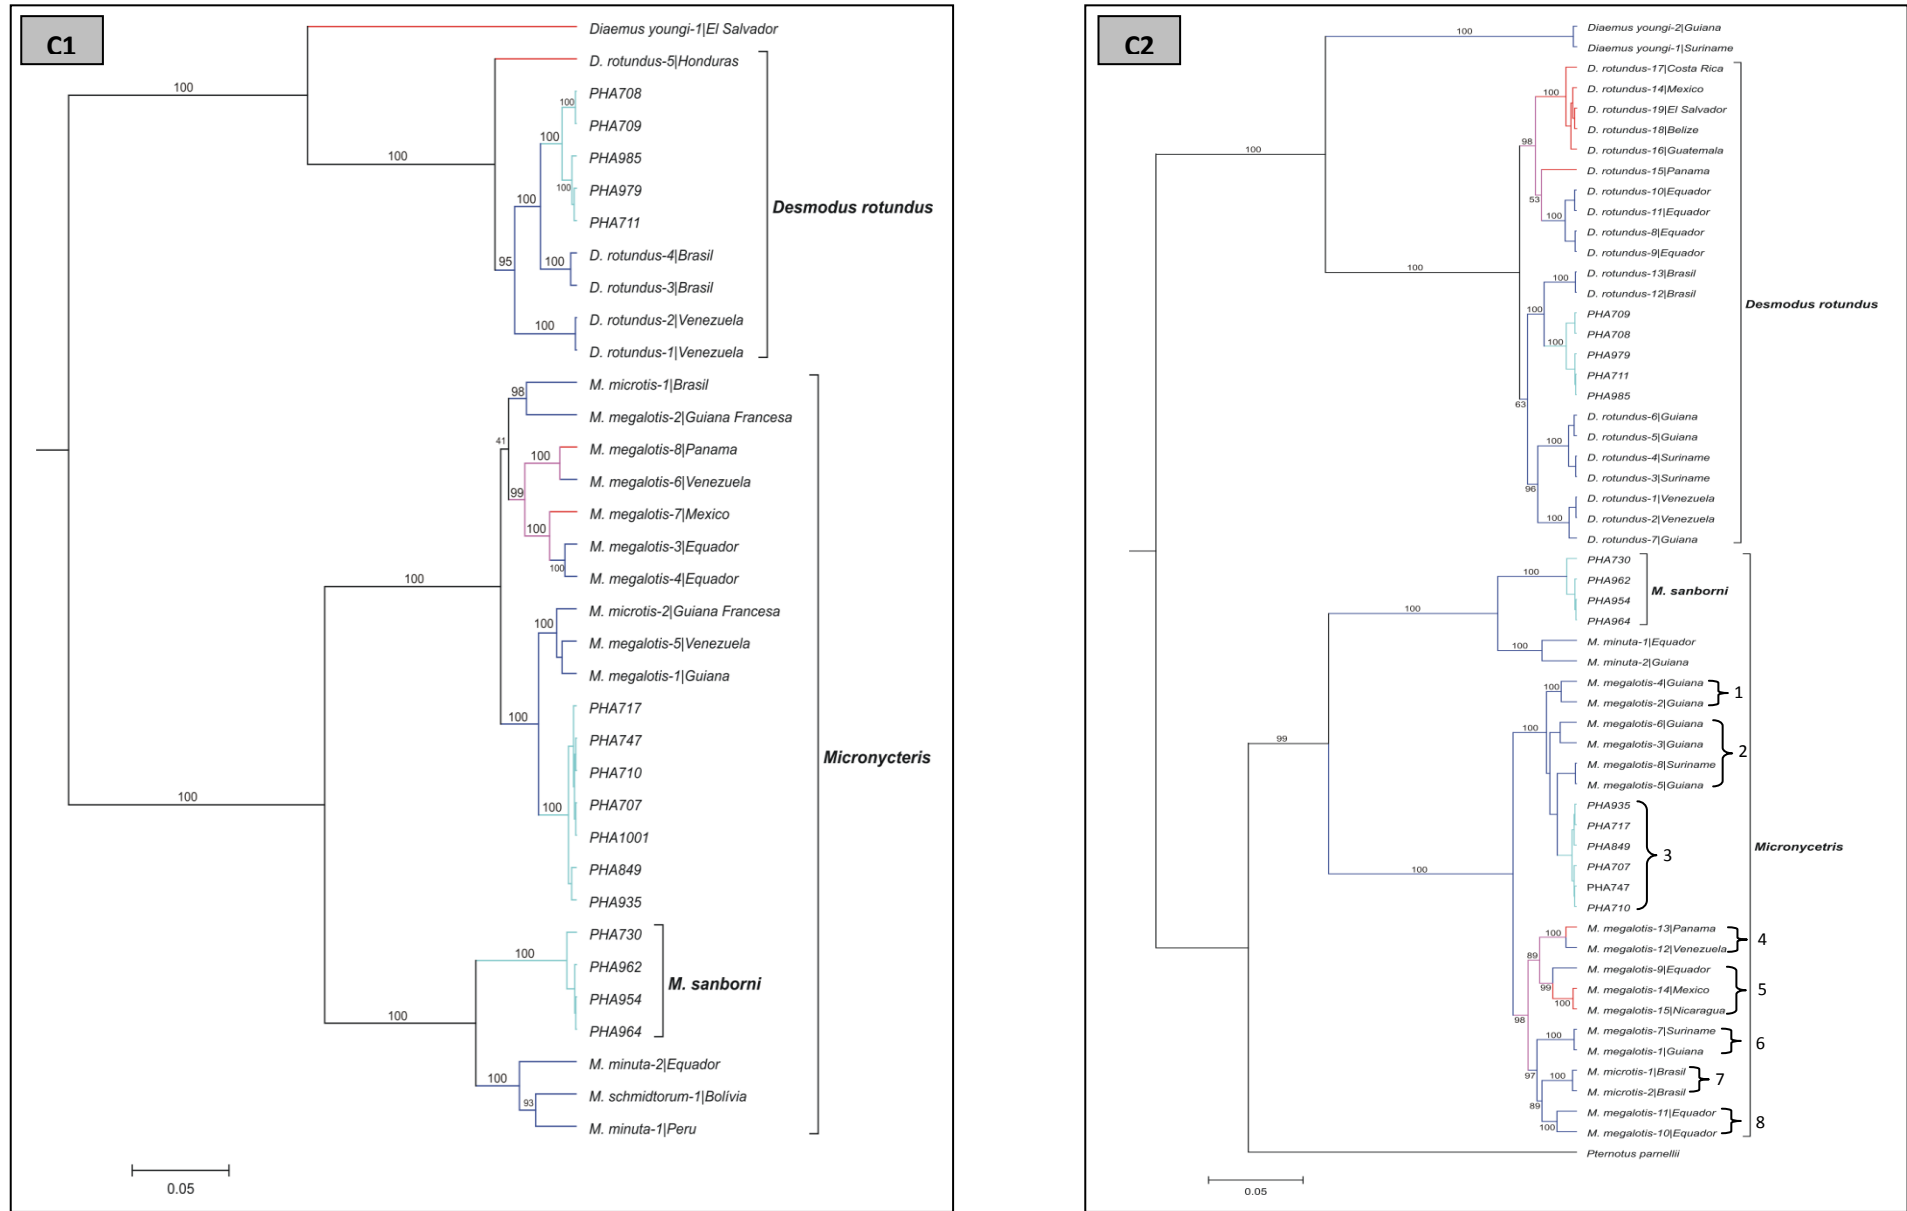 C1
Diaemus youngi-1|El Salvador
D. rotundus-5|Honduras
PHA708
PHA709
PHA985
PHA979
PHA711
D. rotundus-4|Brasil
D. rotundus-3|Brasil
D. rotundus-2|Venezuela
D. rotundus-1|Venezuela
Desmodus rotundus
M. microtis-1|Brasil
M. megalotis-2|Guiana Francesa
M. megalotis-8|Panama
M. megalotis-6|Venezuela
M. megalotis-7|Mexico
M. megalotis-3|Equador
M. megalotis-4|Equador
M. microtis-2|Guiana Francesa
M. megalotis-5|Venezuela
M. megalotis-1|Guiana
PHA717
PHA747
PHA710
PHA707
PHA1001
PHA849
PHA935
Micronycteris
PHA730
PHA962
PHA954
PHA964
M. sanborni
M. minuta-2|Equador
M. schmidtorum-1|Bolívia
M. minuta-1|Peru
100
100
100
100
100
100
95
100
100
98
41
100
99
100
100
100
100
100
100
100
100
100
100
93
0.05
C2
Diaemus youngi-2|Guiana
Diaemus youngi-1|Suriname
D. rotundus-17|Costa Rica
D. rotundus-14|Mexico
D. rotundus-19|El Salvador
D. rotundus-18|Belize
D. rotundus-16|Guatemala
D. rotundus-15|Panama
D. rotundus-10|Equador
D. rotundus-11|Equador
D. rotundus-8|Equador
D. rotundus-9|Equador
D. rotundus-13|Brasil
D. rotundus-12|Brasil
PHA709
PHA708
PHA979
PHA711
PHA985
D. rotundus-6|Guiana
D. rotundus-5|Guiana
D. rotundus-4|Suriname
D. rotundus-3|Suriname
D. rotundus-1|Venezuela
D. rotundus-2|Venezuela
D. rotundus-7|Guiana
Desmodus rotundus
PHA730
PHA962
PHA954
PHA964
M. sanborni
M. minuta-1|Equador
M. minuta-2|Guiana
M. megalotis-4|Guiana
M. megalotis-2|Guiana
1
M. megalotis-6|Guiana
M. megalotis-3|Guiana
M. megalotis-8|Suriname
M. megalotis-5|Guiana
2
PHA935
PHA717
PHA849
PHA707
PHA747
PHA710
3
Micronycetris
M. megalotis-13|Panama
M. megalotis-12|Venezuela
4
M. megalotis-9|Equador
M. megalotis-14|Mexico
M. megalotis-15|Nicaragua
5
M. megalotis-7|Suriname
M. megalotis-1|Guiana
6
M. microtis-1|Brasil
M. microtis-2|Brasil
7
M. megalotis-11|Equador
M. megalotis-10|Equador
8
Pternotus parnellii
100
100
100
98
53
100
100
100
100
100
63
100
96
100
100
100
100
99
100
100
100
100
89
99
100
98
100
97
100
89
100
0.05